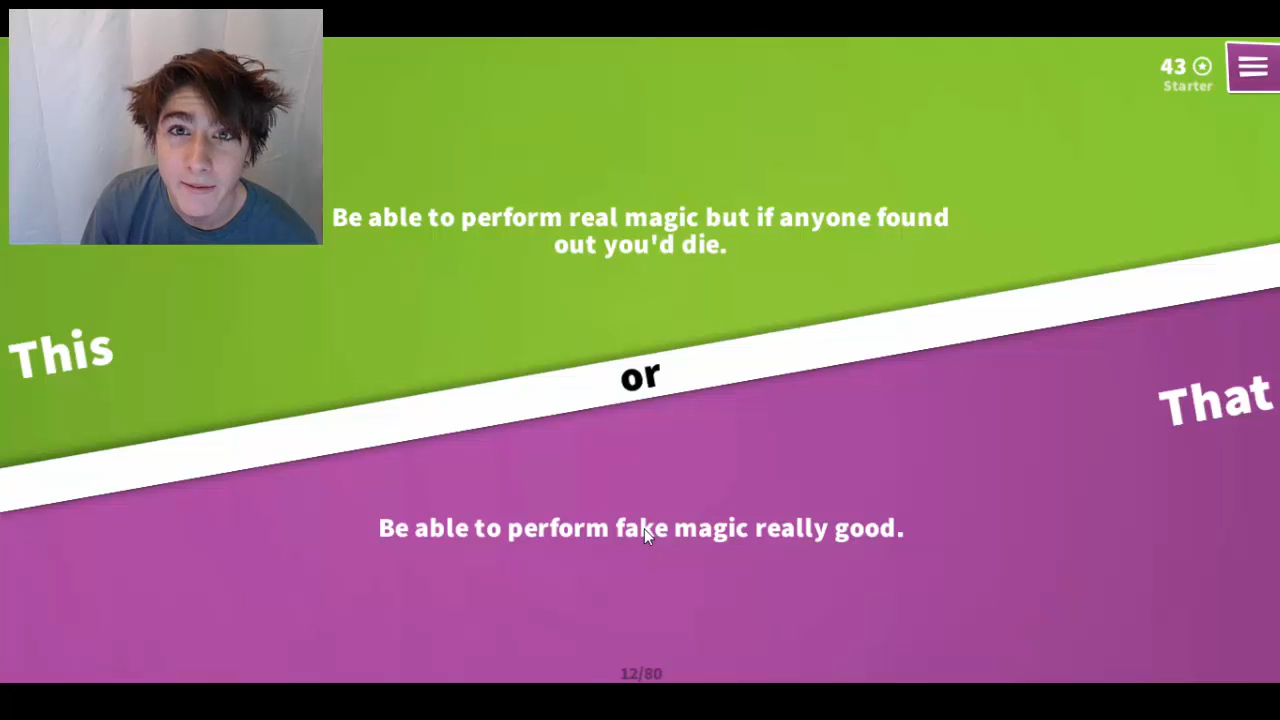 43
Starter
Be able to perform real magic but if anyone found
out you'd die.
This
or
That
Be able to perform fake magic really good.
12/80